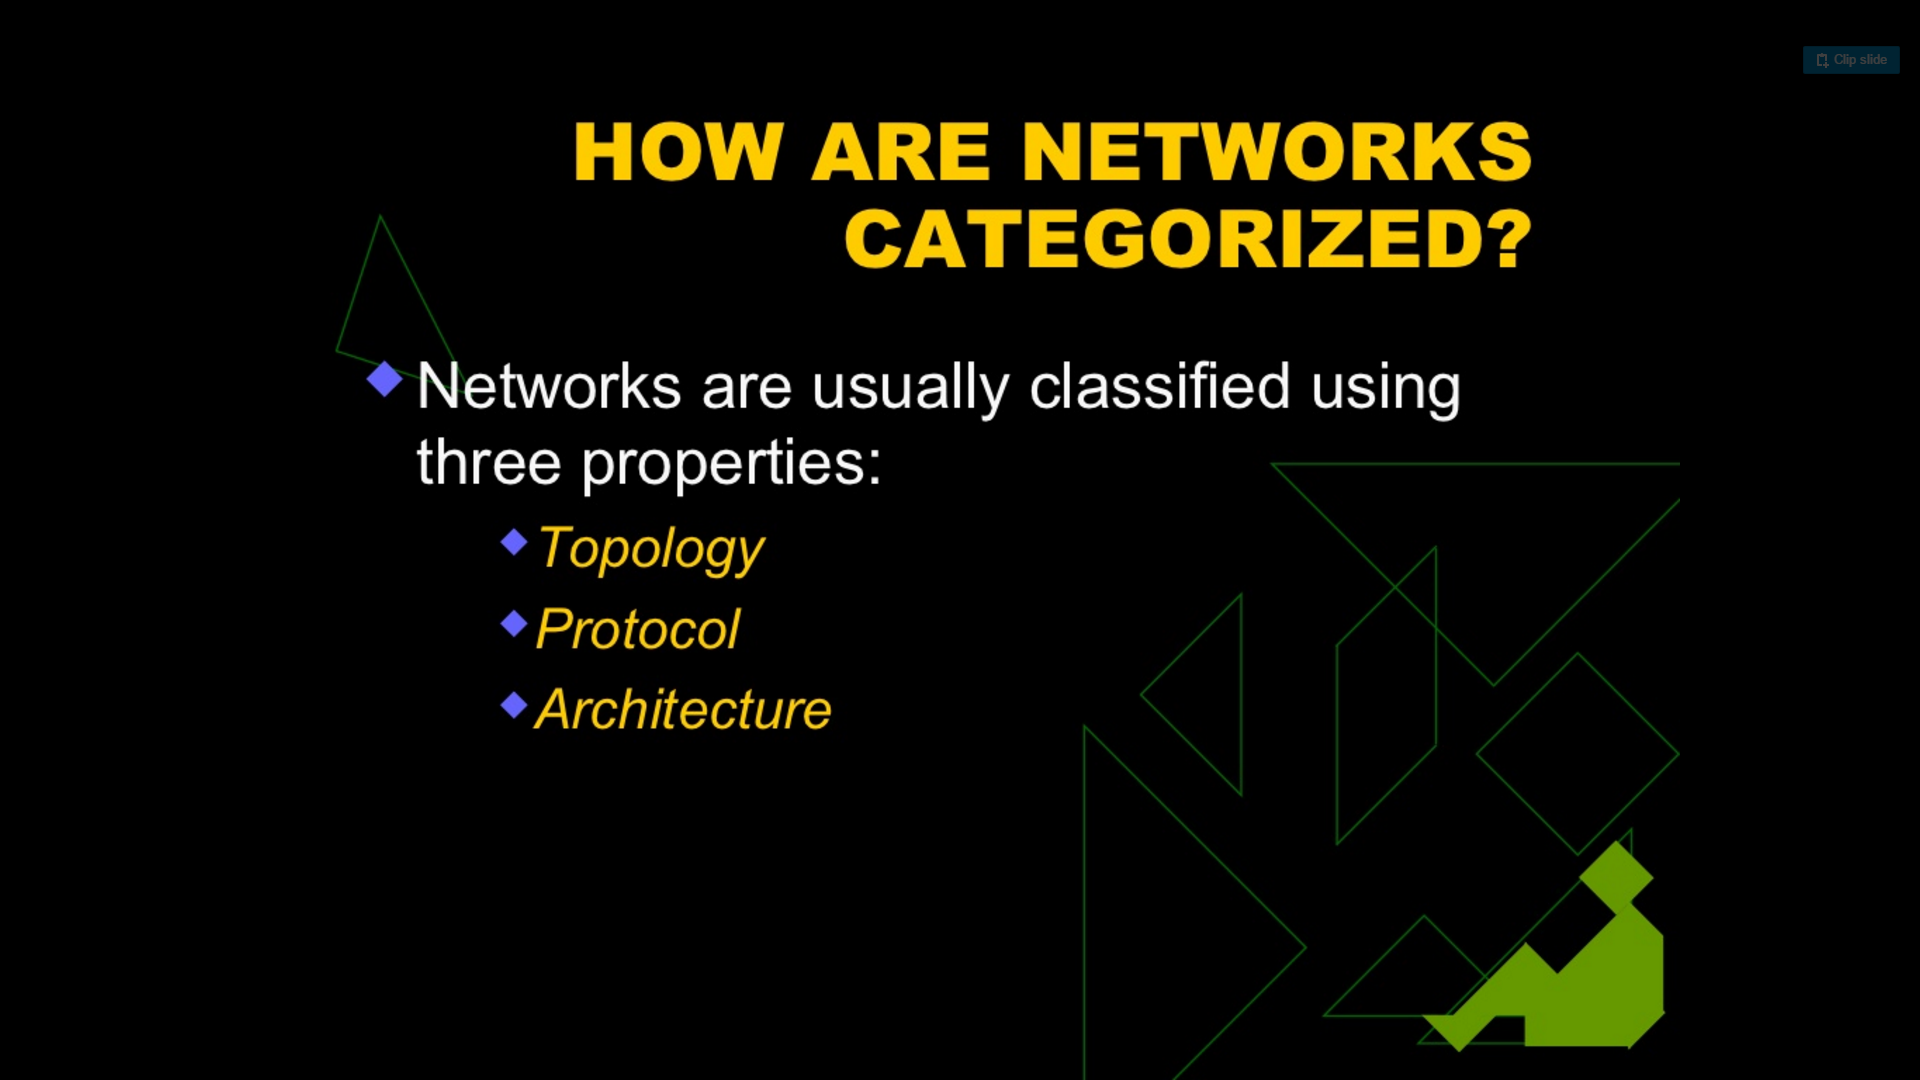 Clip slide
HOW ARE NETWORKS
CATEGORIZED?
Networks are usually classified using
three properties:
Topology
Protocol
Architecture